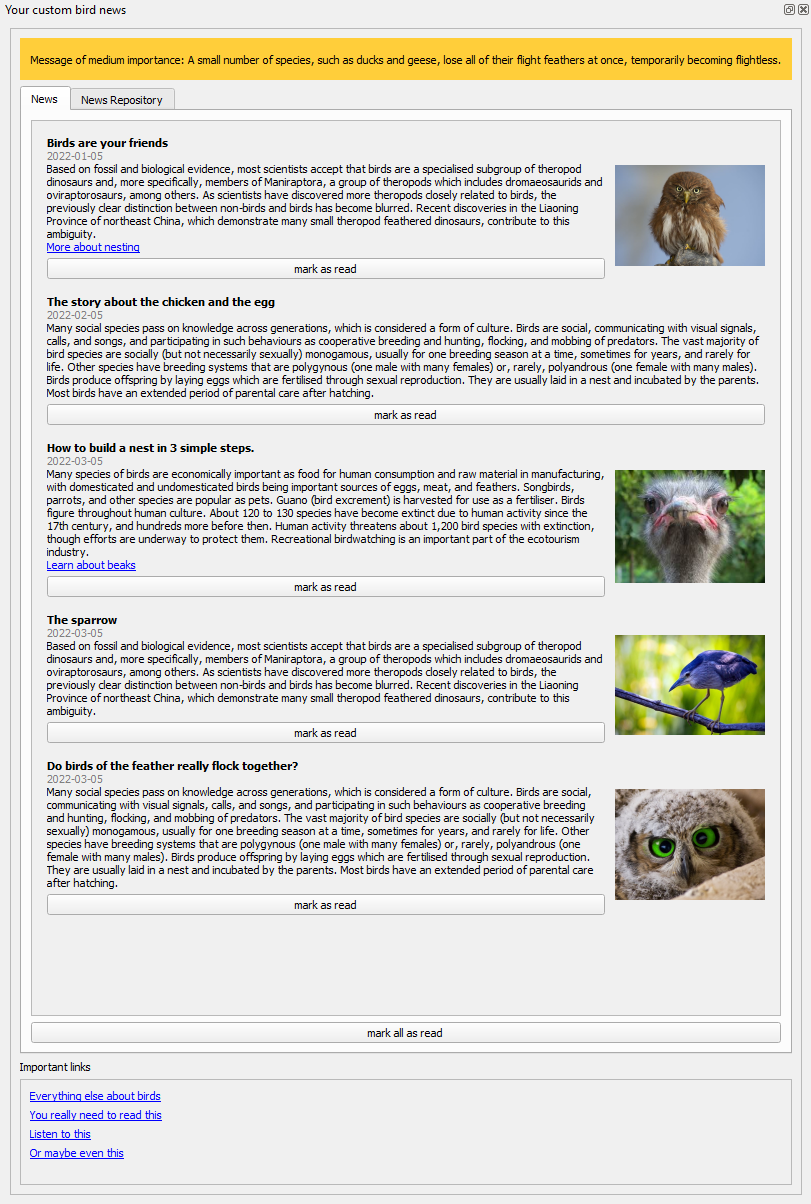 Your custom bird news
Message of medium importance: A small number of species, such as ducks and geese, lose all of their flight feathers at once, temporarily becoming flightless.
News
News Repository
Birds are your friends
2022-01-05
Based on fossil and biological evidence, most scientists accept that birds are a specialised subgroup of theropod
dinosaurs and, more specifically, members of Maniraptora, a group of theropods which includes dromaeosaurids and
oviraptorosaurs, among others. As scientists have discovered more theropods closely related to birds, the
previously clear distinction between non-birds and birds has become blurred. Recent discoveries in the Liaoning
Province of northeast China, which demonstrate many small theropod feathered dinosaurs, contribute to this
ambiguity.
More about nesting
mark as read
The story about the chicken and the egg
2022-02-05
Many social species pass on knowledge across generations, which is considered a form of culture. Birds are social, communicating with visual signals,
calls, and songs, and participating in such behaviours as cooperative breeding and hunting, flocking, and mobbing of predators. The vast majority of
bird species are socially (but not necessarily sexually) monogamous, usually for one breeding season at a time, sometimes for years, and rarely for
life. Other species have breeding systems that are polygynous (one male with many females) or, rarely, polyandrous (one female with many males).
Birds produce offspring by laying eggs which are fertilised through sexual reproduction. They are usually laid in a nest and incubated by the parents.
Most birds have an extended period of parental care after hatching.
mark as read
How to build a nest in 3 simple steps.
2022-03-05
Many species of birds are economically important as food for human consumption and raw material in manufacturing,
with domesticated and undomesticated birds being important sources of eggs, meat, and feathers. Songbirds,
parrots, and other species are popular as pets. Guano (bird excrement) is harvested for use as a fertiliser. Birds
figure throughout human culture. About 120 to 130 species have become extinct due to human activity since the
17th century, and hundreds more before then. Human activity threatens about 1,200 bird species with extinction,
though efforts are underway to protect them. Recreational birdwatching is an important part of the ecotourism
industry.
Learn about beaks
mark as read
The sparrow
2022-03-05
Based on fossil and biological evidence, most scientists accept that birds are a specialised subgroup of theropod
dinosaurs and, more specifically, members of Maniraptora, a group of theropods which includes dromaeosaurids and
oviraptorosaurs, among others. As scientists have discovered more theropods closely related to birds, the
previously clear distinction between non-birds and birds has become blurred. Recent discoveries in the Liaoning
Province of northeast China, which demonstrate many small theropod feathered dinosaurs, contribute to this
ambiguity.
mark as read
Do birds of the feather really flock together?
2022-03-05
Many social species pass on knowledge across generations, which is considered a form of culture. Birds are social,
communicating with visual signals, calls, and songs, and participating in such behaviours as cooperative breeding
and hunting, flocking, and mobbing of predators. The vast majority of bird species are socially (but not necessarily
sexually) monogamous, usually for one breeding season at a time, sometimes for years, and rarely for life. Other
species have breeding systems that are polygynous (one male with many females) or, rarely, polyandrous (one
female with many males). Birds produce offspring by laying eggs which are fertilised through sexual reproduction.
They are usually laid in a nest and incubated by the parents. Most birds have an extended period of parental care
after hatching.
mark as read
mark all as read
Important links
Everything else about birds
You really need to read this
Listen to this
Or maybe even this